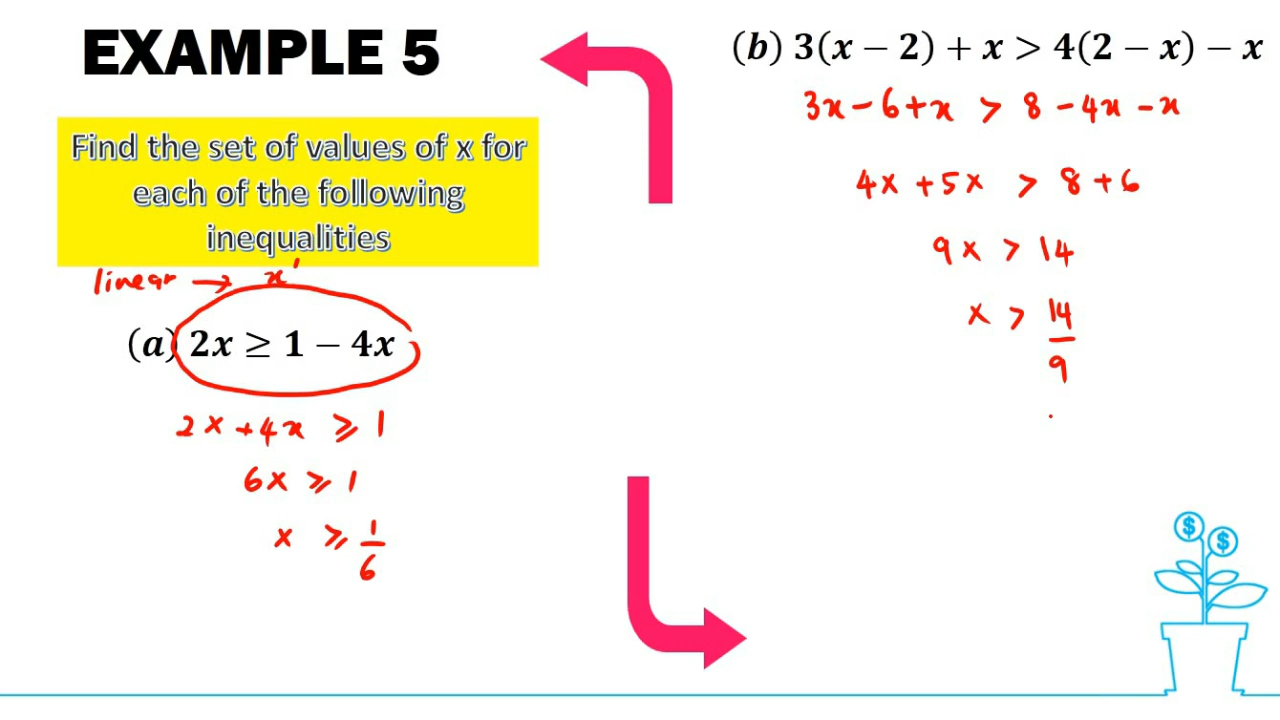 EXAMPLE 5
Find the set of values of x for
each of the following
inequalities
linear → x¹
(a) 2x ≥ 1 − 4x
2x + 4x ≥ 1
6x ≥ 1
x ≥ 1/6
(b) 3(x − 2) + x > 4(2 − x) − x
3x − 6 + x > 8 − 4x − x
4x + 5x > 8 + 6
9x > 14
x > 14/9
$ $